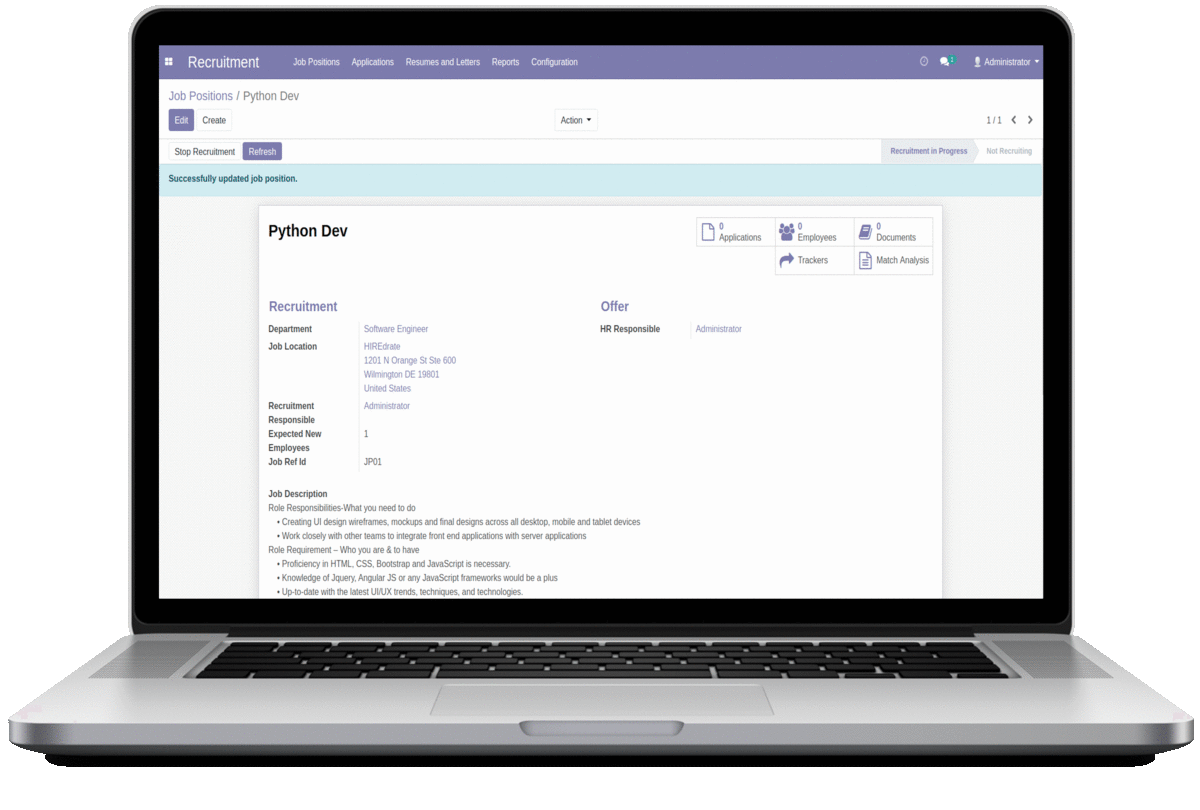 Recruitment Job Positions Applications Resumes and Letters Reports Configuration Administrator
Job Positions / Python Dev
Edit Create Action 1 / 1
Stop Recruitment Refresh Recruitment in Progress Not Recruiting
Successfully updated job position.
Python Dev
0 Applications
0 Employees
0 Documents
Trackers
Match Analysis
Recruitment
Department Software Engineer
Job Location HIREdrate
1201 N Orange St Ste 600
Wilmington DE 19801
United States
Recruitment Responsible Administrator
Expected New Employees 1
Job Ref Id JP01
Offer
HR Responsible Administrator
Job Description
Role Responsibilities-What you need to do
• Creating UI design wireframes, mockups and final designs across all desktop, mobile and tablet devices
• Work closely with other teams to integrate front end applications with server applications
Role Requirement – Who you are & to have
• Proficiency in HTML, CSS, Bootstrap and JavaScript is necessary.
• Knowledge of Jquery, Angular JS or any JavaScript frameworks would be a plus
• Up-to-date with the latest UI/UX trends, techniques, and technologies.